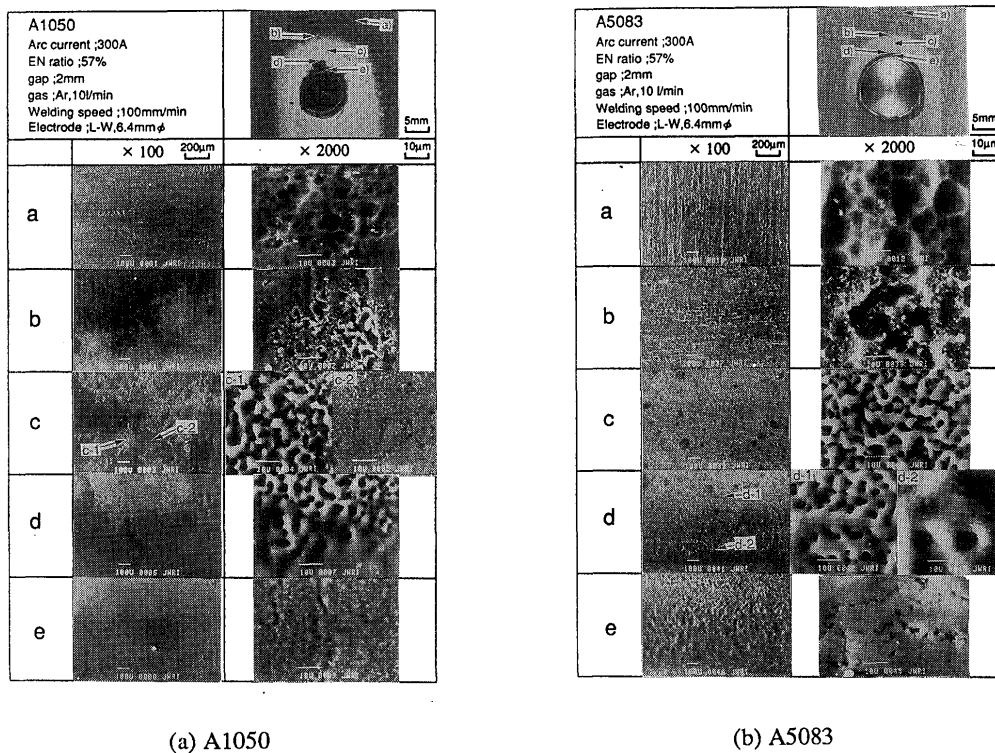 A1050
Arc current ;300A
EN ratio ;57%
gap ;2mm
gas ;Ar,10l/min
Welding speed ;100mm/min
Electrode ;L-W,6.4mmφ
a)
b)
c)
d)
e)
5mm
× 100 200μm
× 2000 10μm
a
b
c
c-1
c-2
c-1
c-2
d
e
(a) A1050
A5083
Arc current ;300A
EN ratio ;57%
gap ;2mm
gas ;Ar,10 l/min
Welding speed ;100mm/min
Electrode ;L-W,6.4mmφ
a)
b)
c)
d)
e)
5mm
× 100 200μm
× 2000 10μm
a
b
c
d
d-1
d-2
d-1
d-2
e
(b) A5083